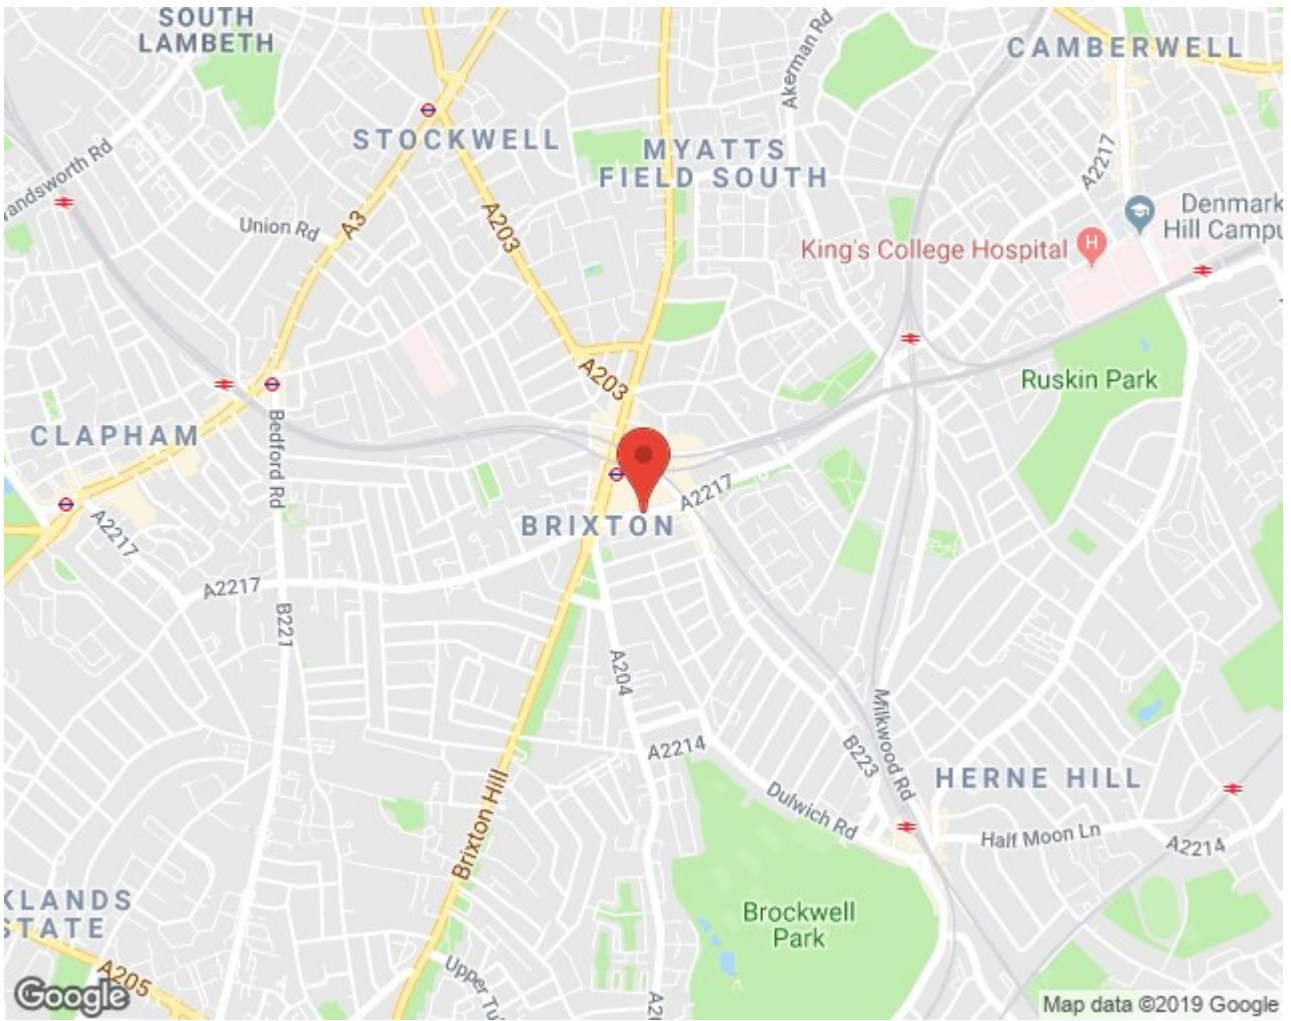 SOUTH
LAMBETH
CAMBERWELL
Akerman Rd
STOCKWELL
MYATTS
FIELD SOUTH
A2217
andsworth Rd
Union Rd
A3
A203
Denmark
Hill Campu
King's College Hospital
H
A203
Ruskin Park
CLAPHAM
Bedford Rd
A2217
BRIXTON
A2217
A2217
B221
A204
Milkwood Rd
A2214
B223
HERNE HILL
Dulwich Rd
Brixton Hill
Half Moon Ln
A2214
KLANDS
STATE
Brockwell
Park
A205
Upper Tu
A20
Google
Map data ©2019 Google